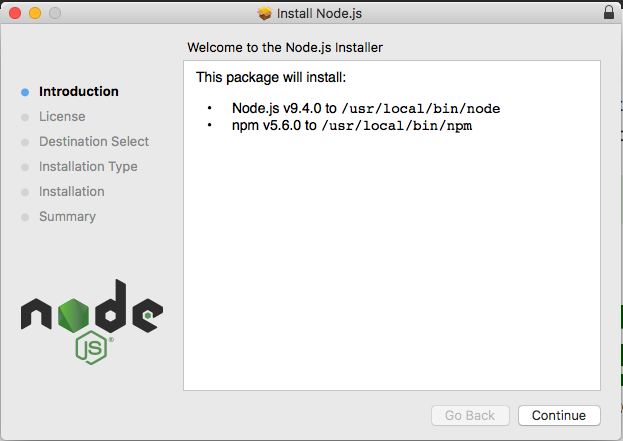 Install Node.js
Welcome to the Node.js Installer
Introduction
License
Destination Select
Installation Type
Installation
Summary
This package will install:
• Node.js v9.4.0 to /usr/local/bin/node
• npm v5.6.0 to /usr/local/bin/npm
node
JS®
Go Back
Continue